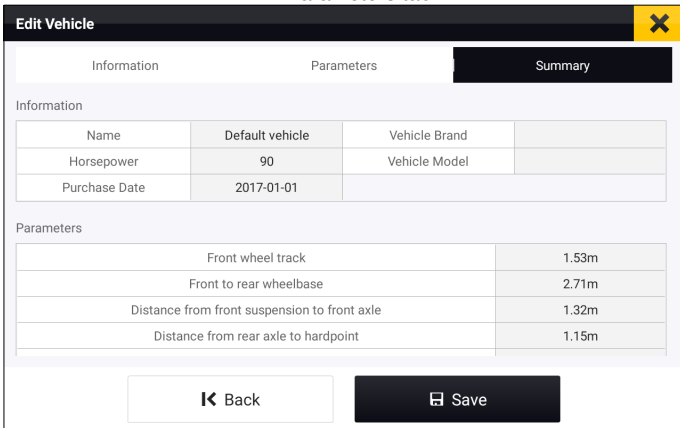 Edit Vehicle
Information Parameters Summary
Information
Name Default vehicle Vehicle Brand
Horsepower 90 Vehicle Model
Purchase Date 2017-01-01
Parameters
Front wheel track 1.53m
Front to rear wheelbase 2.71m
Distance from front suspension to front axle 1.32m
Distance from rear axle to hardpoint 1.15m
Back Save